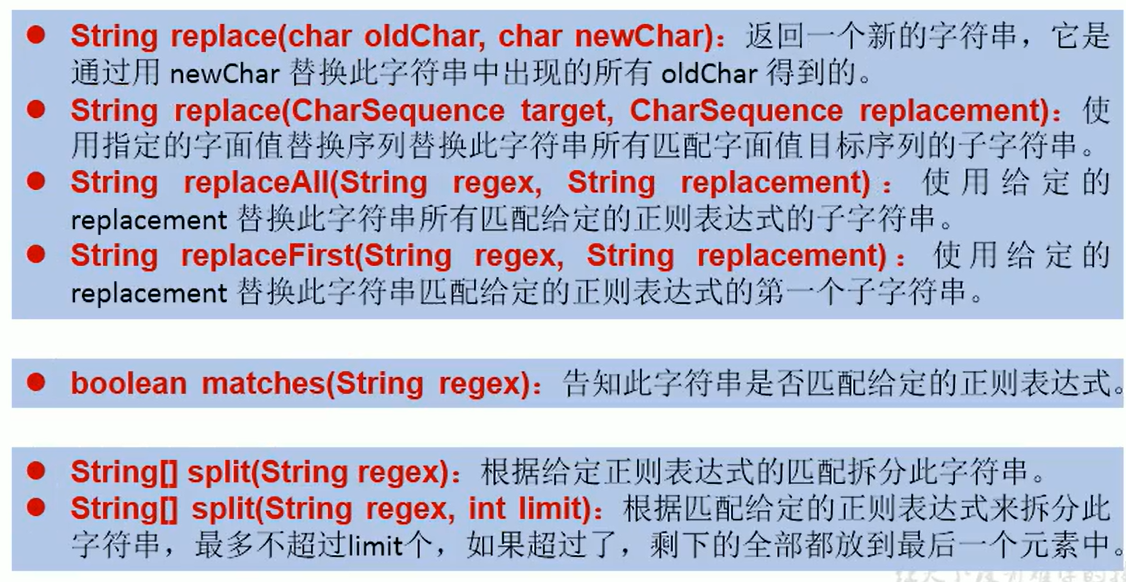 ● String replace(char oldChar, char newChar)：返回一个新的字符串，它是
通过用 newChar 替换此字符串中出现的所有 oldChar 得到的。
● String replace(CharSequence target, CharSequence replacement)：使
用指定的字面值替换序列替换此字符串所有匹配字面值目标序列的子字符串。
● String replaceAll(String regex, String replacement)：使用给定的
replacement 替换此字符串所有匹配给定的正则表达式的子字符串。
● String replaceFirst(String regex, String replacement)：使用给定的
replacement 替换此字符串匹配给定的正则表达式的第一个子字符串。
● boolean matches(String regex)：告知此字符串是否匹配给定的正则表达式。
● String[] split(String regex)：根据给定正则表达式的匹配拆分此字符串。
● String[] split(String regex, int limit)：根据匹配给定的正则表达式来拆分此
字符串，最多不超过limit个，如果超过了，剩下的全部都放到最后一个元素中。